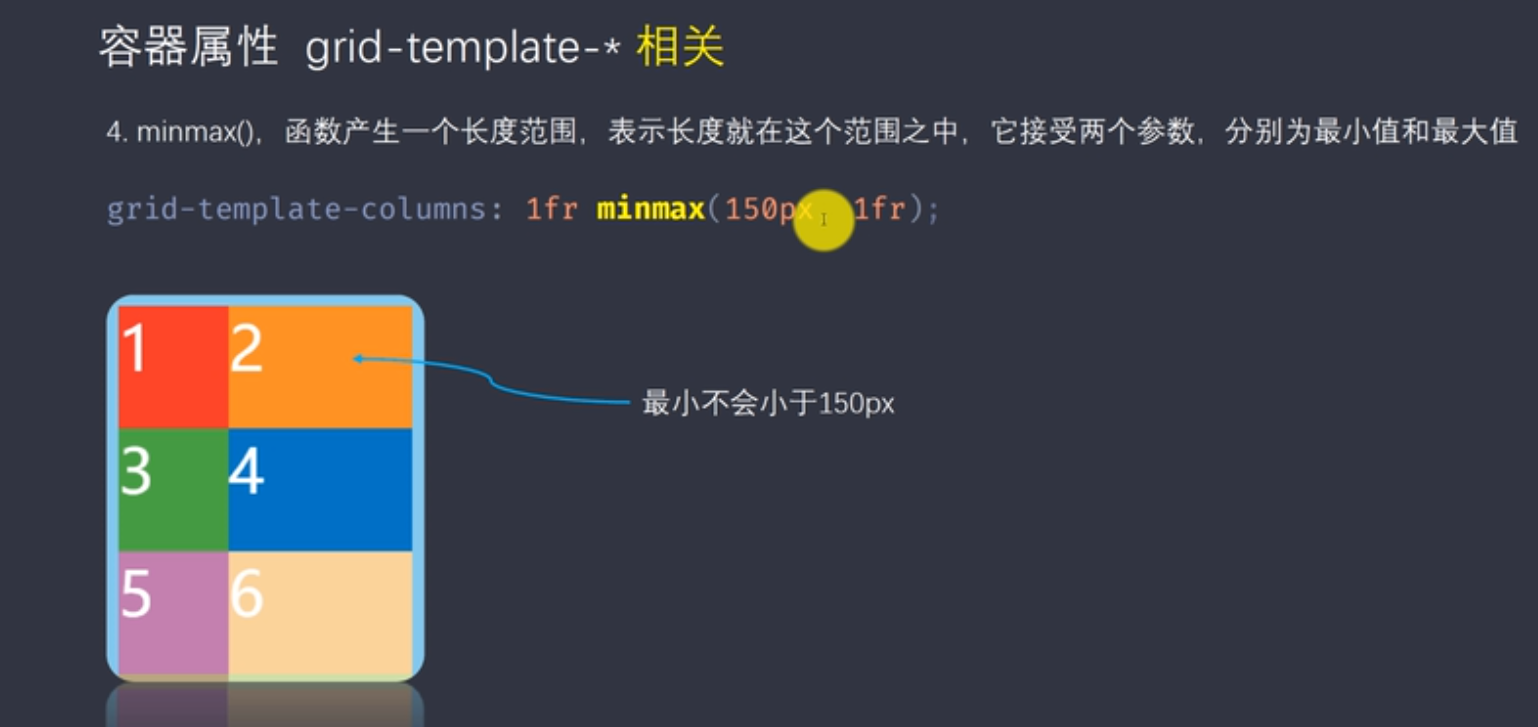 容器属性 grid-template-* 相关
4. minmax(), 函数产生一个长度范围, 表示长度就在这个范围之中, 它接受两个参数, 分别为最小值和最大值
grid-template-columns: 1fr minmax(150px, 1fr);
1 2
最小不会小于150px
3 4
5 6